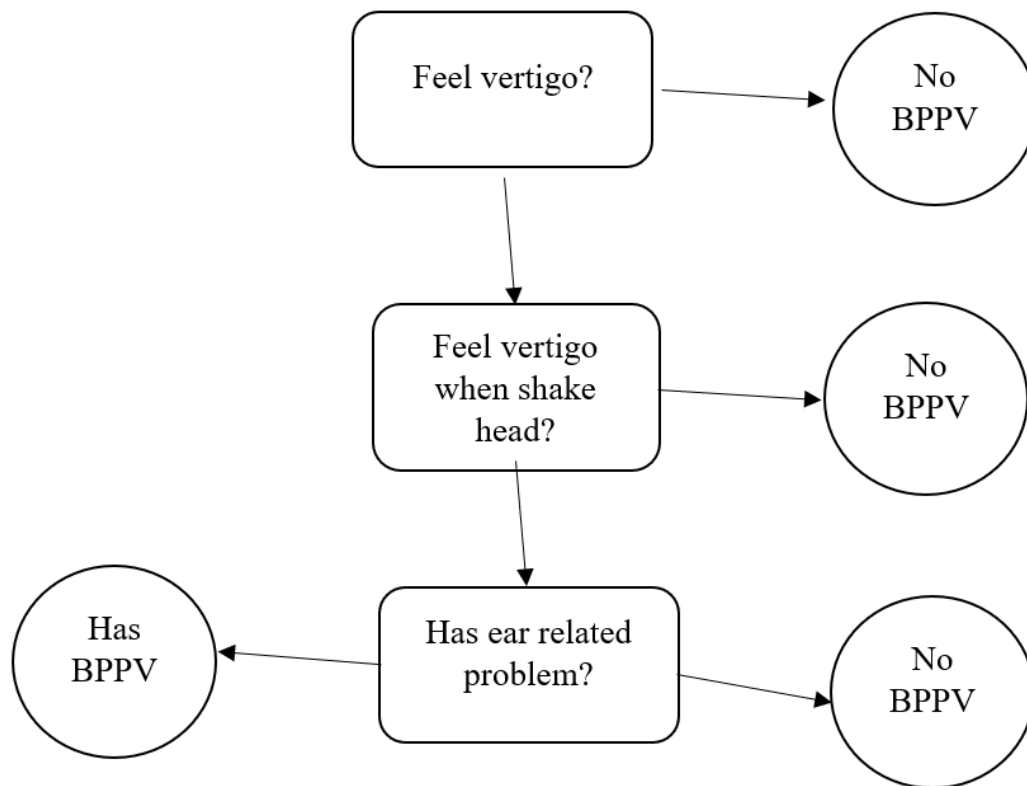 Feel vertigo?
No
BPPV
Feel vertigo
when shake
head?
No
BPPV
Has
BPPV
Has ear related
problem?
No
BPPV